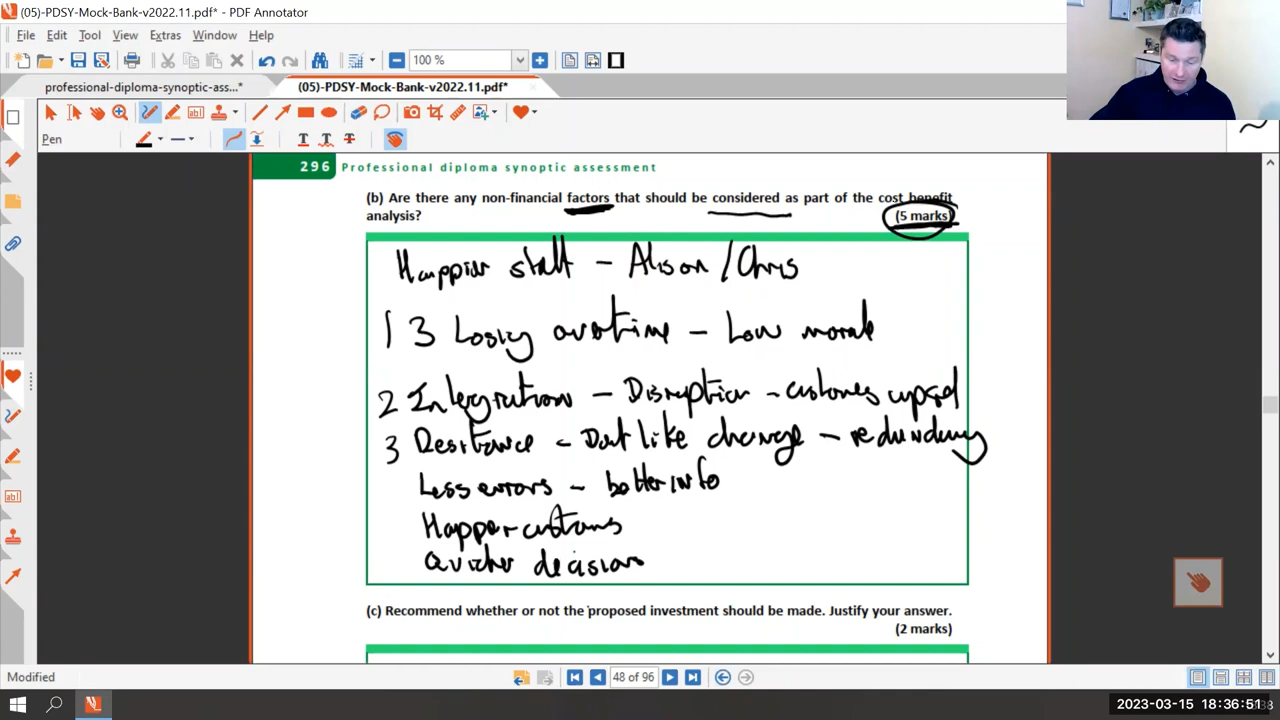 (05)-PDSY-Mock-Bank-v2022.11.pdf* - PDF Annotator
File Edit Tool View Extras Window Help
100 %
professional-diploma-synoptic-ass...* (05)-PDSY-Mock-Bank-v2022.11.pdf*
Pen
296 Professional diploma synoptic assessment
(b) Are there any non-financial factors that should be considered as part of the cost benefit
analysis? (5 marks)
Happier staff - Alison / Chris
1 3 Losing overtime - Low morale
2 Integration - Disruption - customers upset
3 Resitance - Dont like change - redundancy
Less errors - better info
Happer customs
Quicker decisions
(c) Recommend whether or not the proposed investment should be made. Justify your answer.
(2 marks)
Modified
48 of 96
2023-03-15 18:36:51